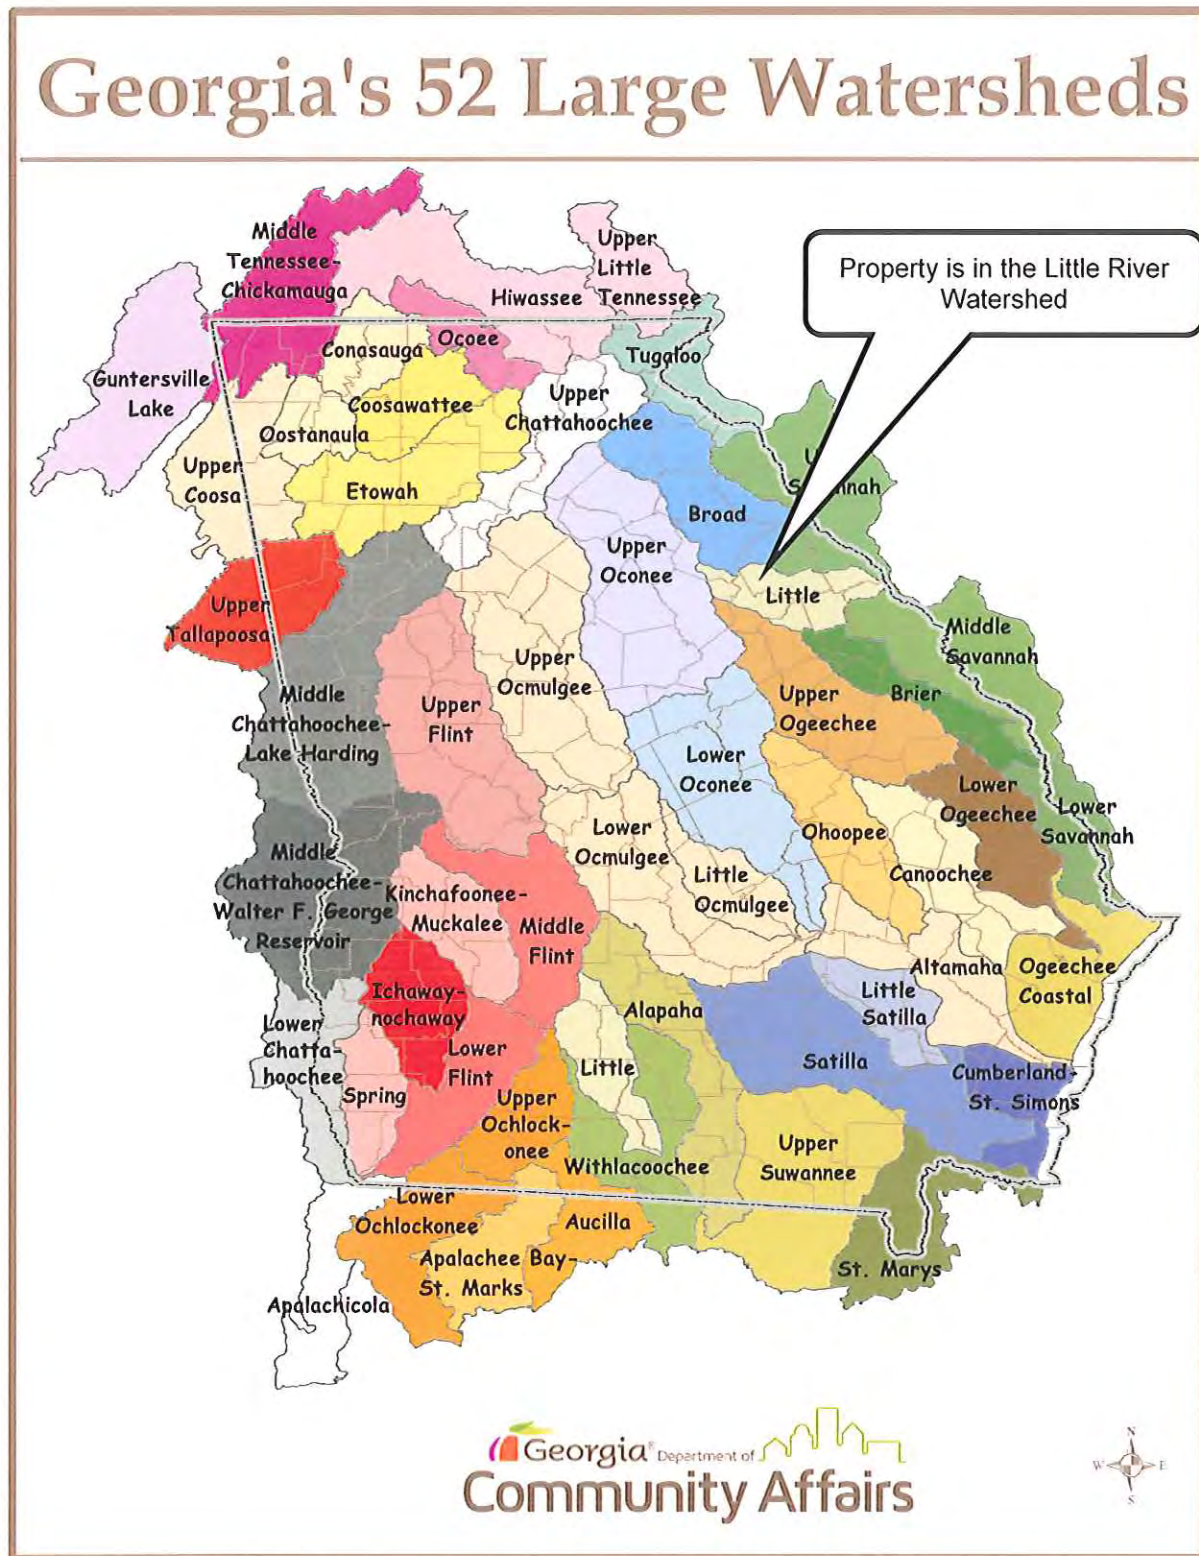 Georgia's 52 Large Watersheds
Middle
Tennessee-
Chickamauga
Upper
Little
Tennessee
Hiwassee
Property is in the Little River
Watershed
Guntersville
Lake
Conasauga
Ocoee
Tugaloo
Coosawattee
Upper
Chattahoochee
Oostanaula
Upper
Coosa
Etowah
Broad
Upper
Oconee
Little
Upper
Tallapoosa
Middle
Savannah
Upper
Ocmulgee
Brier
Middle
Chattahoochee-
Lake Harding
Upper
Flint
Upper
Ogeechee
Lower
Oconee
Lower
Ogeechee
Lower
Savannah
Lower
Ocmulgee
Ohoopee
Middle
Chattahoochee-
Walter F. George
Reservoir
Kinchafoonee-
Muckalee
Little
Ocmulgee
Canoochee
Middle
Flint
Altamaha
Ogeechee
Coastal
Ichaway-
nochaway
Alapaha
Little
Satilla
Lower
Chatta-
hoochee
Lower
Flint
Little
Satilla
Cumberland-
St. Simons
Spring
Upper
Ochlock-
onee
Withlacoochee
Upper
Suwannee
Lower
Ochlockonee
Aucilla
Apalachee Bay-
St. Marks
St. Marys
Apalachicola
Georgia® Department of
Community Affairs
N
W E
S